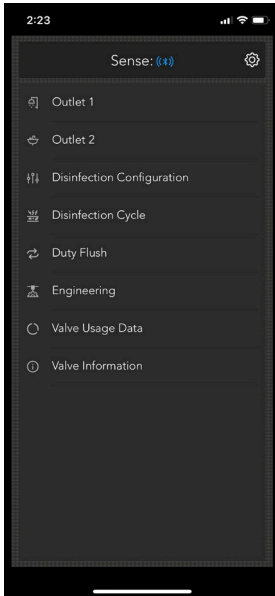 2:23
Sense:
Outlet 1
Outlet 2
Disinfection Configuration
Disinfection Cycle
Duty Flush
Engineering
Valve Usage Data
Valve Information